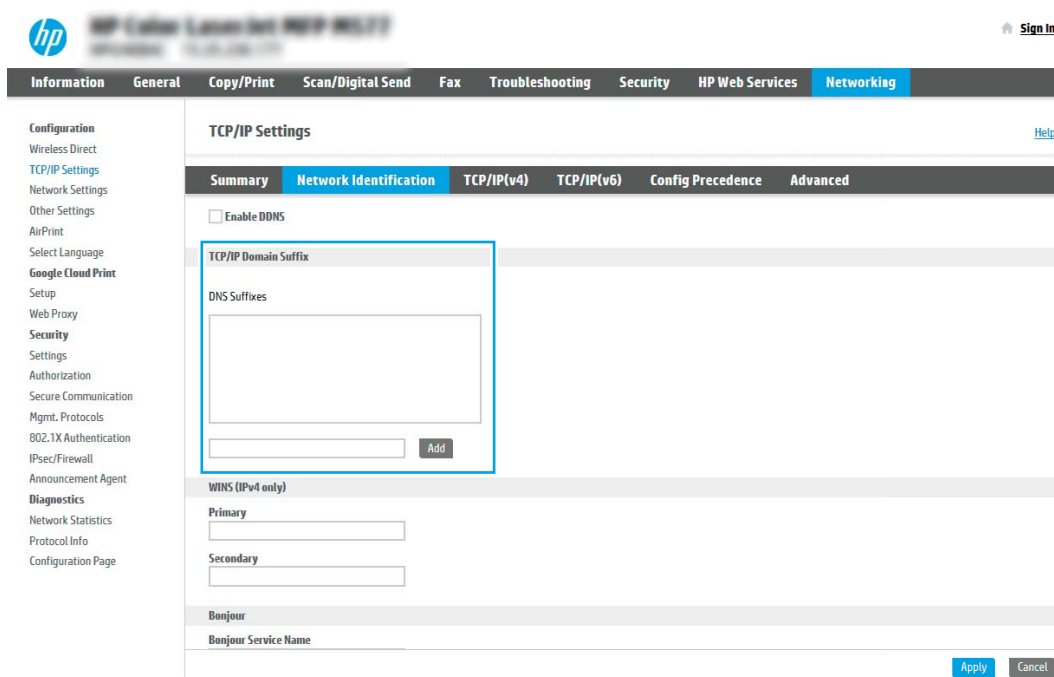 hp
Sign In
Information General Copy/Print Scan/Digital Send Fax Troubleshooting Security HP Web Services Networking
Configuration
Wireless Direct
TCP/IP Settings
Network Settings
Other Settings
AirPrint
Select Language
Google Cloud Print
Setup
Web Proxy
Security
Settings
Authorization
Secure Communication
Mgmt. Protocols
802.1X Authentication
IPsec/Firewall
Announcement Agent
Diagnostics
Network Statistics
Protocol Info
Configuration Page
TCP/IP Settings
Help
Summary Network Identification TCP/IP(v4) TCP/IP(v6) Config Precedence Advanced
Enable DDNS
TCP/IP Domain Suffix
DNS Suffixes
Add
WINS (IPv4 only)
Primary
Secondary
Bonjour
Bonjour Service Name
Apply Cancel